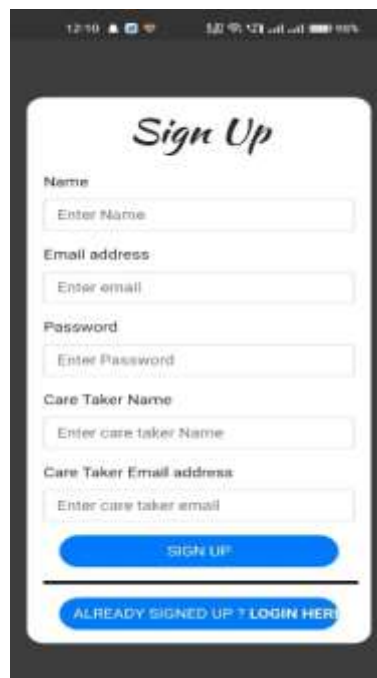 12:10
Sign Up
Name
Enter Name
Email address
Enter email
Password
Enter Password
Care Taker Name
Enter care taker Name
Care Taker Email address
Enter care taker email
SIGN UP
ALREADY SIGNED UP ? LOGIN HER